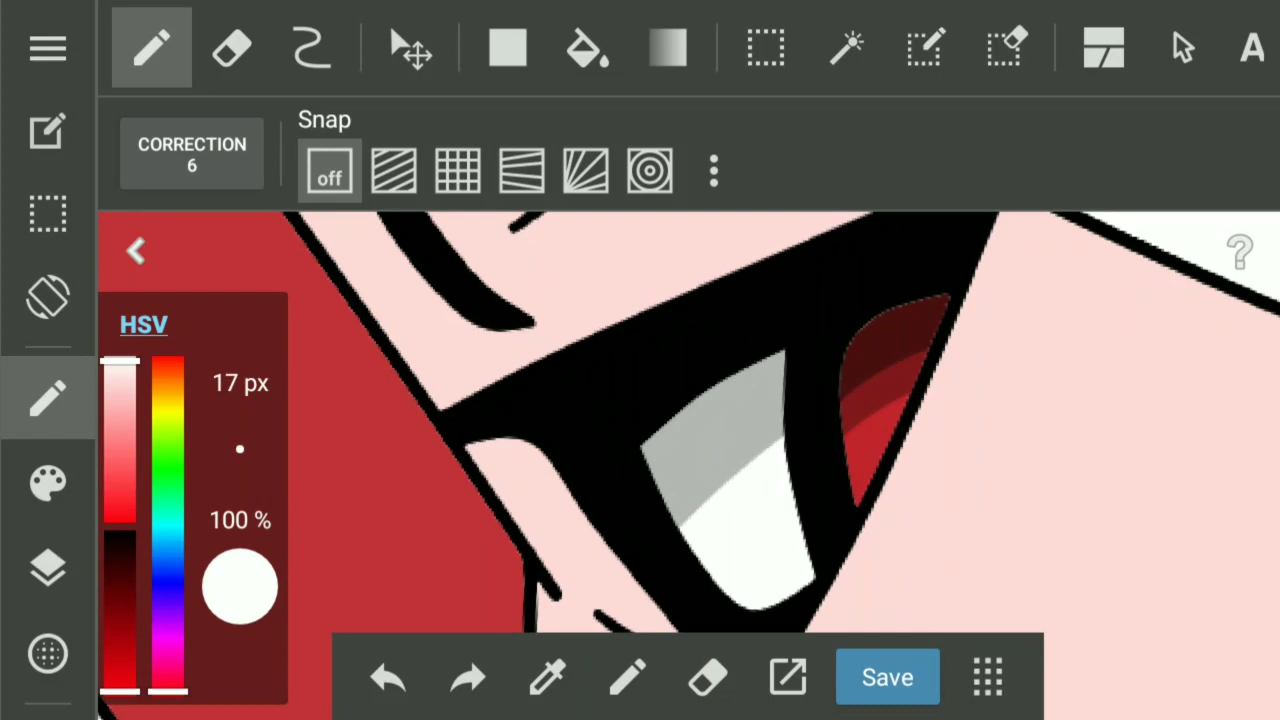 A
CORRECTION
6
Snap
off
?
HSV
17 px
100 %
Save